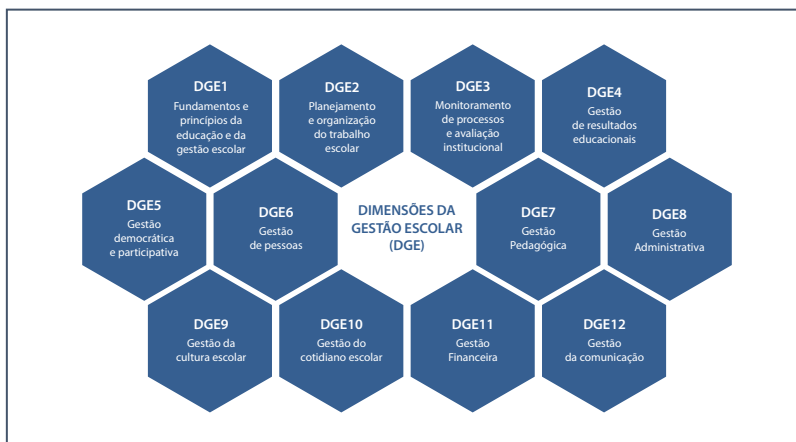 DGE1
Fundamentos e
princípios da
educação e da
gestão escolar
DGE2
Planejamento
e organização
do trabalho
escolar
DGE3
Monitoramento
de processos
e avaliação
institucional
DGE4
Gestão
de resultados
educacionais
DGE5
Gestão
democrática
e participativa
DGE6
Gestão
de pessoas
DIMENSÕES DA
GESTÃO ESCOLAR
(DGE)
DGE7
Gestão
Pedagógica
DGE8
Gestão
Administrativa
DGE9
Gestão da
cultura escolar
DGE10
Gestão do
cotidiano escolar
DGE11
Gestão
Financeira
DGE12
Gestão
da comunicação